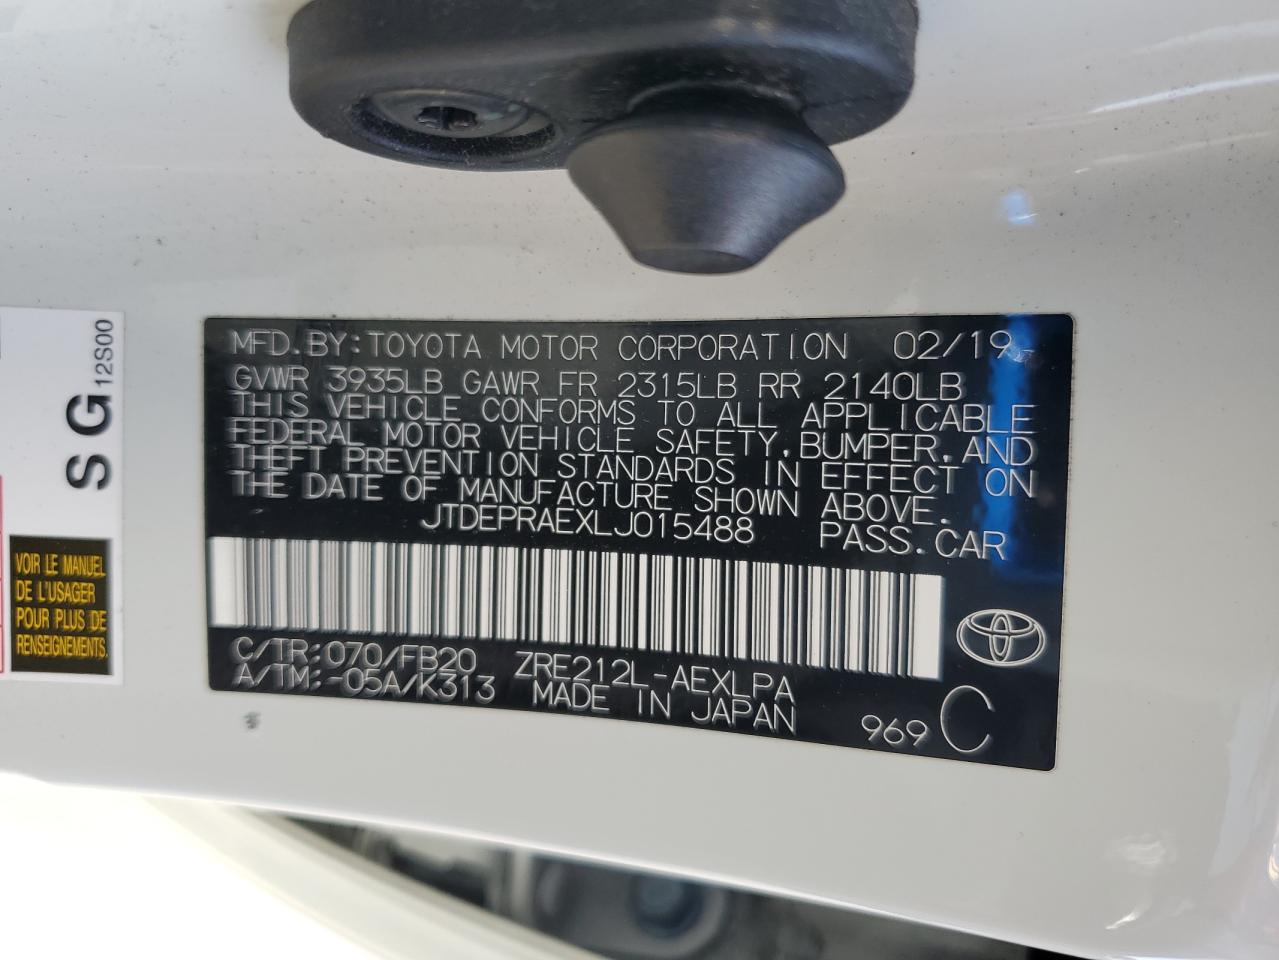 MFD. BY: TOYOTA MOTOR CORPORATION 02/19
GVWR 3935LB GAWR FR 2315LB RR 2140LB
THIS VEHICLE CONFORMS TO ALL APPLICABLE
FEDERAL MOTOR VEHICLE SAFETY, BUMPER, AND
THEFT PREVENTION STANDARDS IN EFFECT ON
THE DATE OF MANUFACTURE SHOWN ABOVE.
JTDEPRAEXLJ015488 PASS. CAR
C/TR: 070/FB20 ZRE212L-AEXLPA
A/TM: -05A/K313 MADE IN JAPAN 969 C
SG12S00
VOIR LE MANUEL
DE L'USAGER
POUR PLUS DE
RENSEIGNEMENTS.